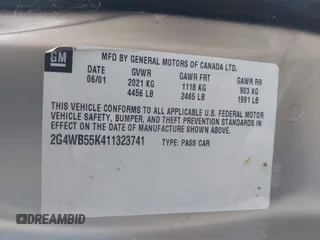 GM
MFD BY GENERAL MOTORS OF CANADA LTD.
DATE GVWR GAWR FRT GAWR RR
06/01 2021 KG 1118 KG 903 KG
4456 LB 2465 LB 1991 LB
THIS VEHICLE CONFORMS TO ALL APPLICABLE U.S. FEDERAL MOTOR
VEHICLE SAFETY, BUMPER, AND THEFT PREVENTION STANDARDS
IN EFFECT ON THE DATE OF MANUFACTURE SHOWN ABOVE.
2G4WB55K411323741 TYPE: PASS CAR
DREAMBID